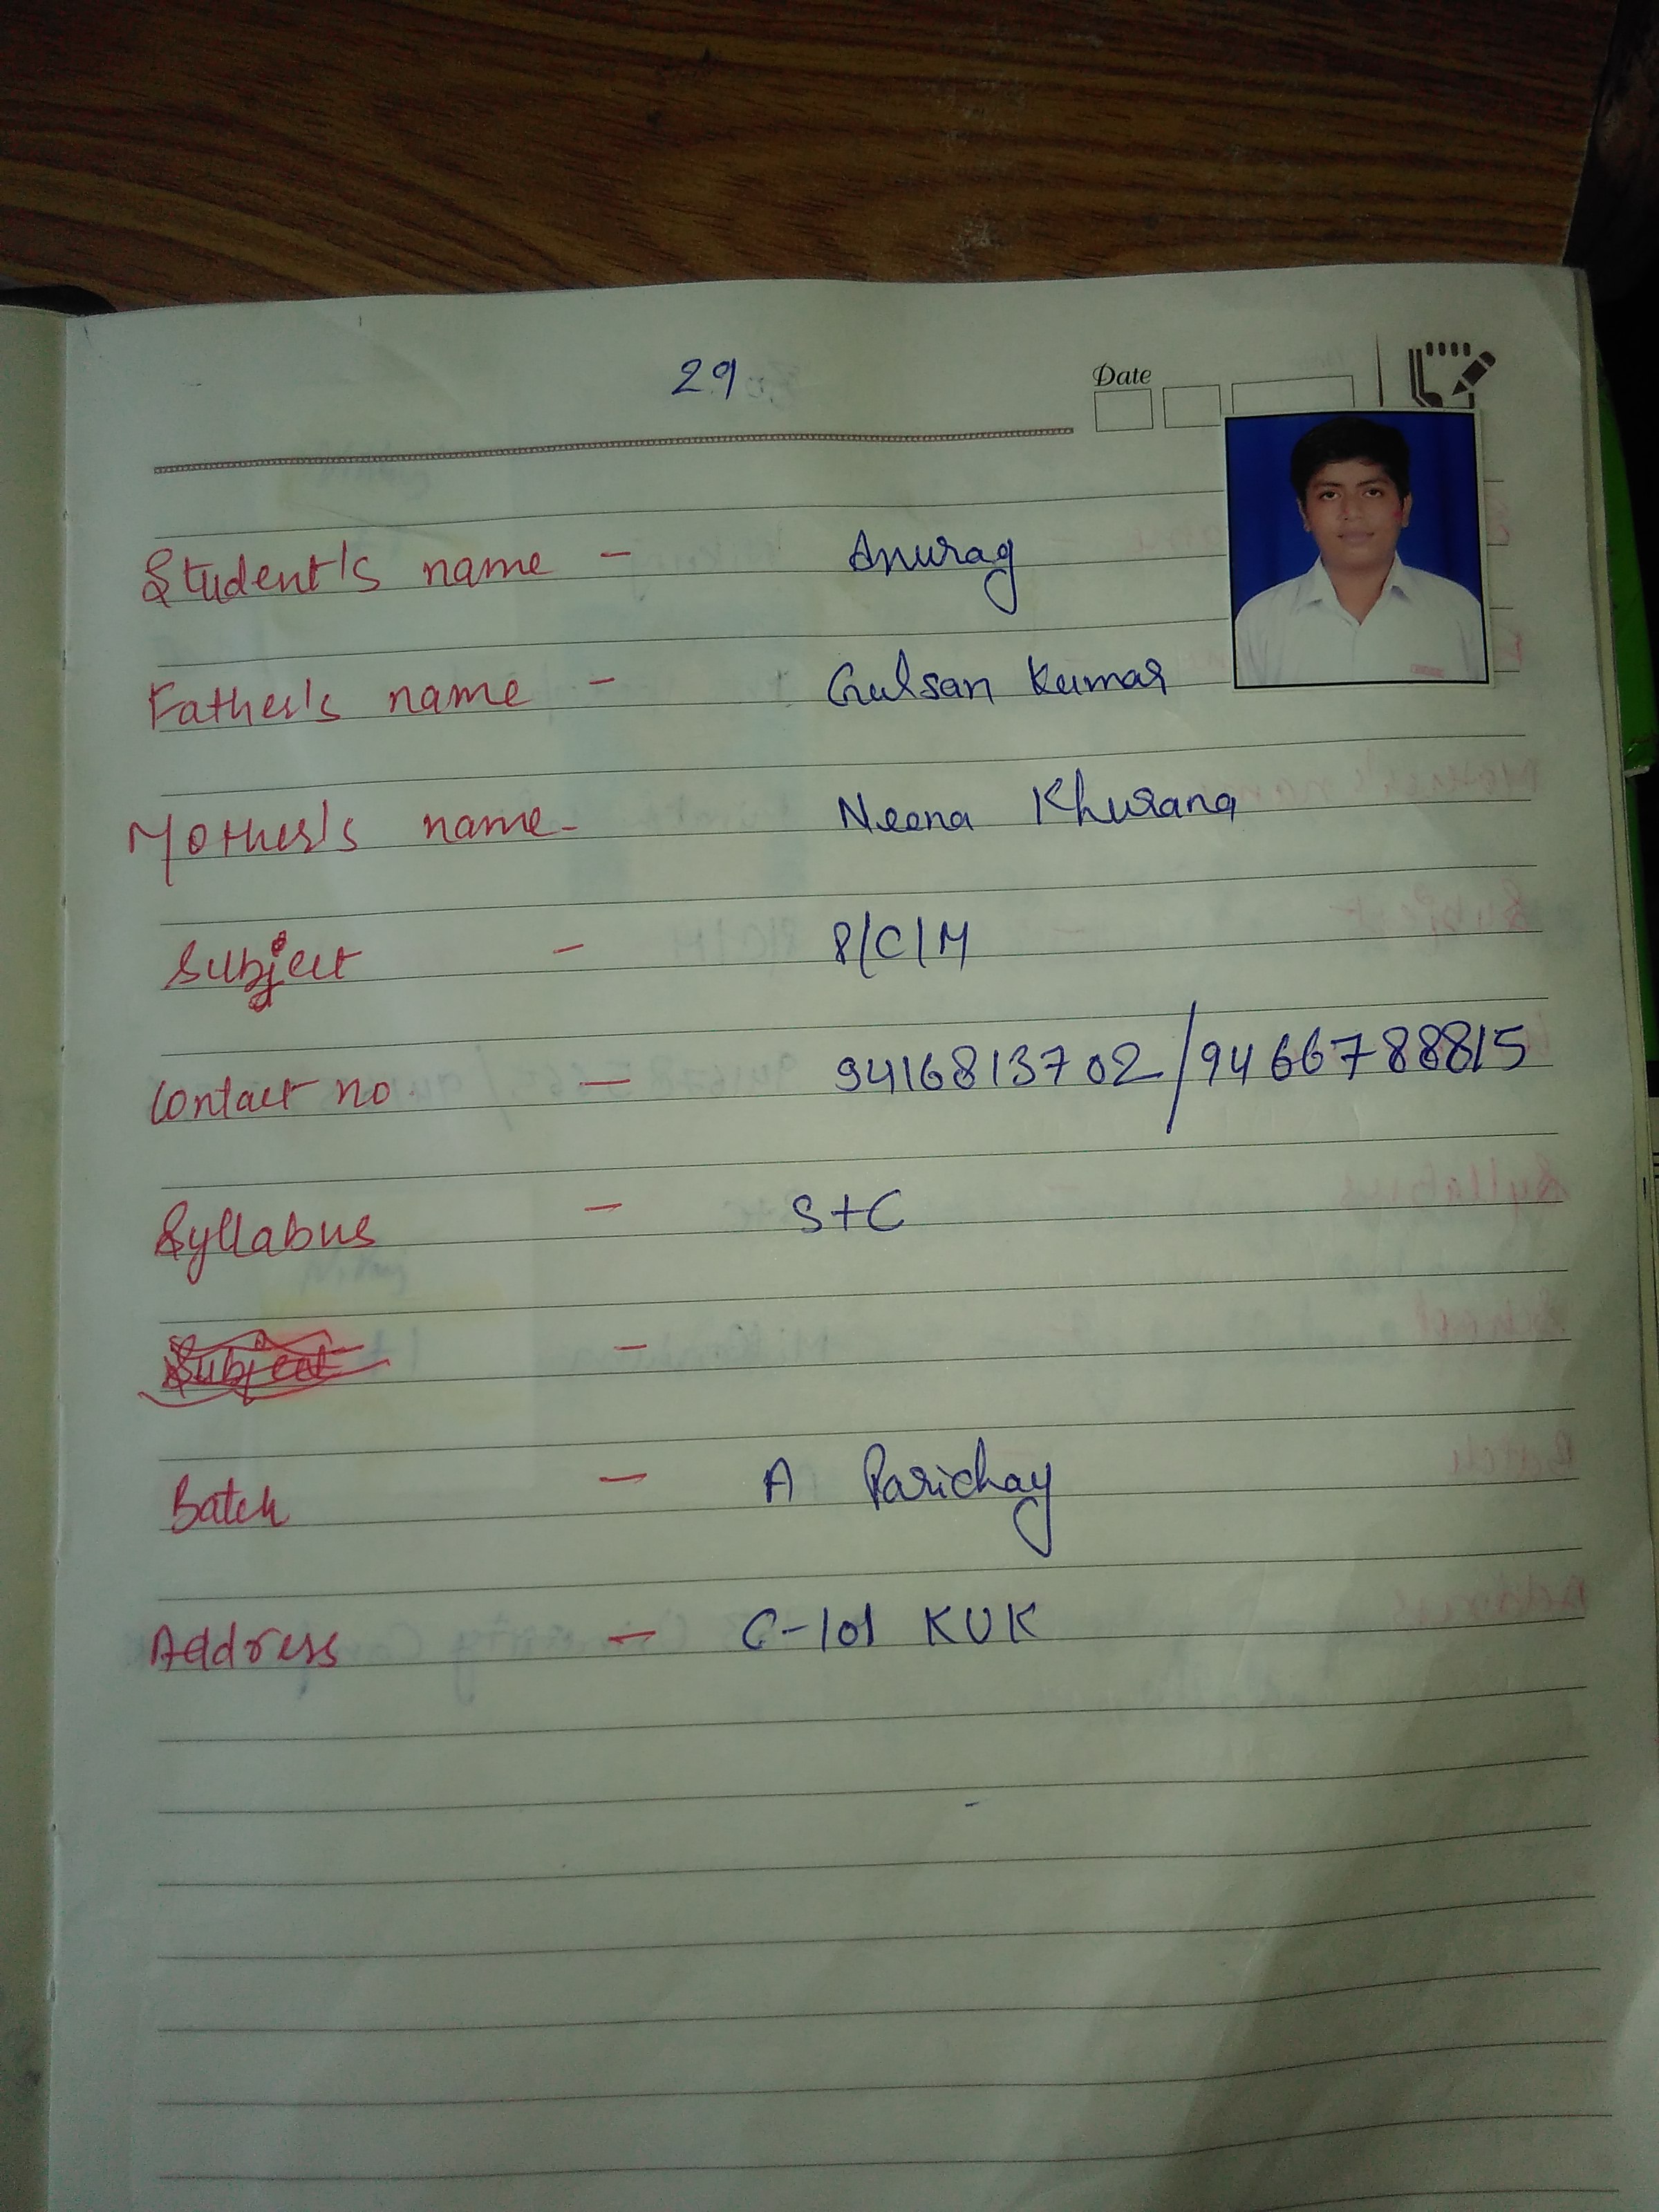 29
Date
Student's name - Anurag
Father's name - Gulsan Kumar
Mother's name - Neena Khurana
Subject - P/C/M
Contact no. - 9416813702/9466788815
Syllabus - S+C
Subject -
Batch - A Parichay
Address - C-101 KUK